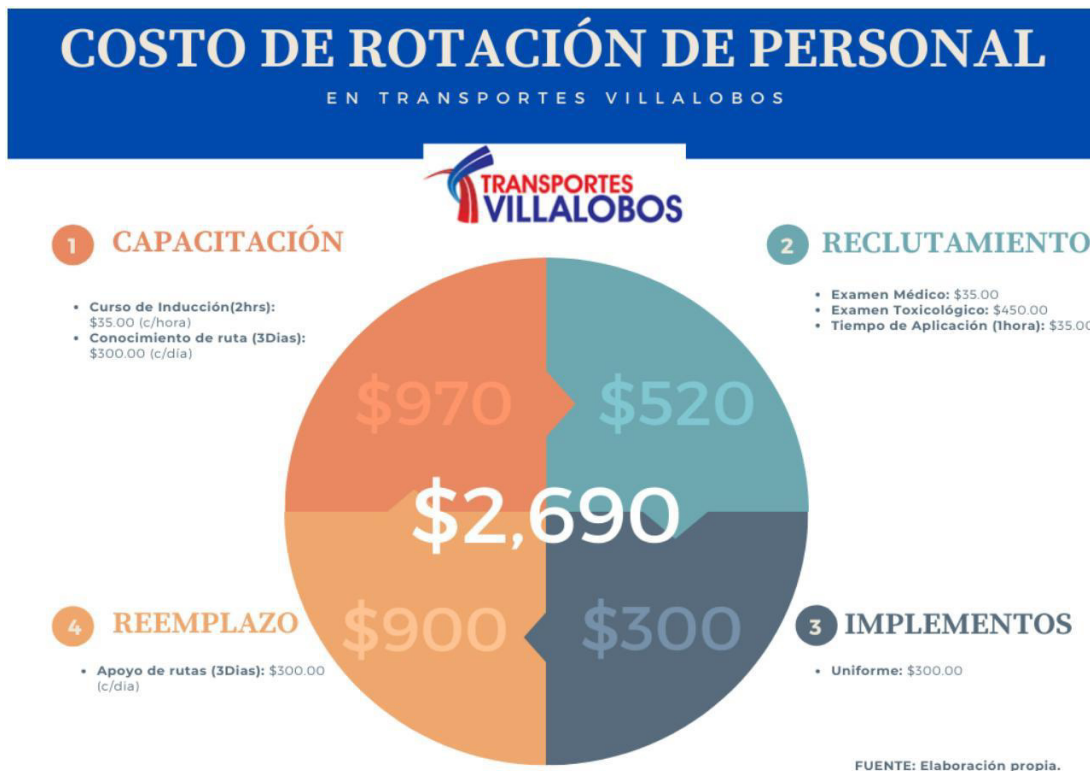 COSTO DE ROTACIÓN DE PERSONAL
EN TRANSPORTES VILLALOBOS
TRANSPORTES
VILLALOBOS
1 CAPACITACIÓN
• Curso de Inducción(2hrs):
$35.00 (c/hora)
• Conocimiento de ruta (3Dias):
$300.00 (c/día)
2 RECLUTAMIENTO
• Examen Médico: $35.00
• Examen Toxicológico: $450.00
• Tiempo de Aplicación (1hora): $35.00
$970
$520
$2,690
$900
$300
4 REEMPLAZO
• Apoyo de rutas (3Dias): $300.00
(c/dia)
3 IMPLEMENTOS
• Uniforme: $300.00
FUENTE: Elaboración propia.